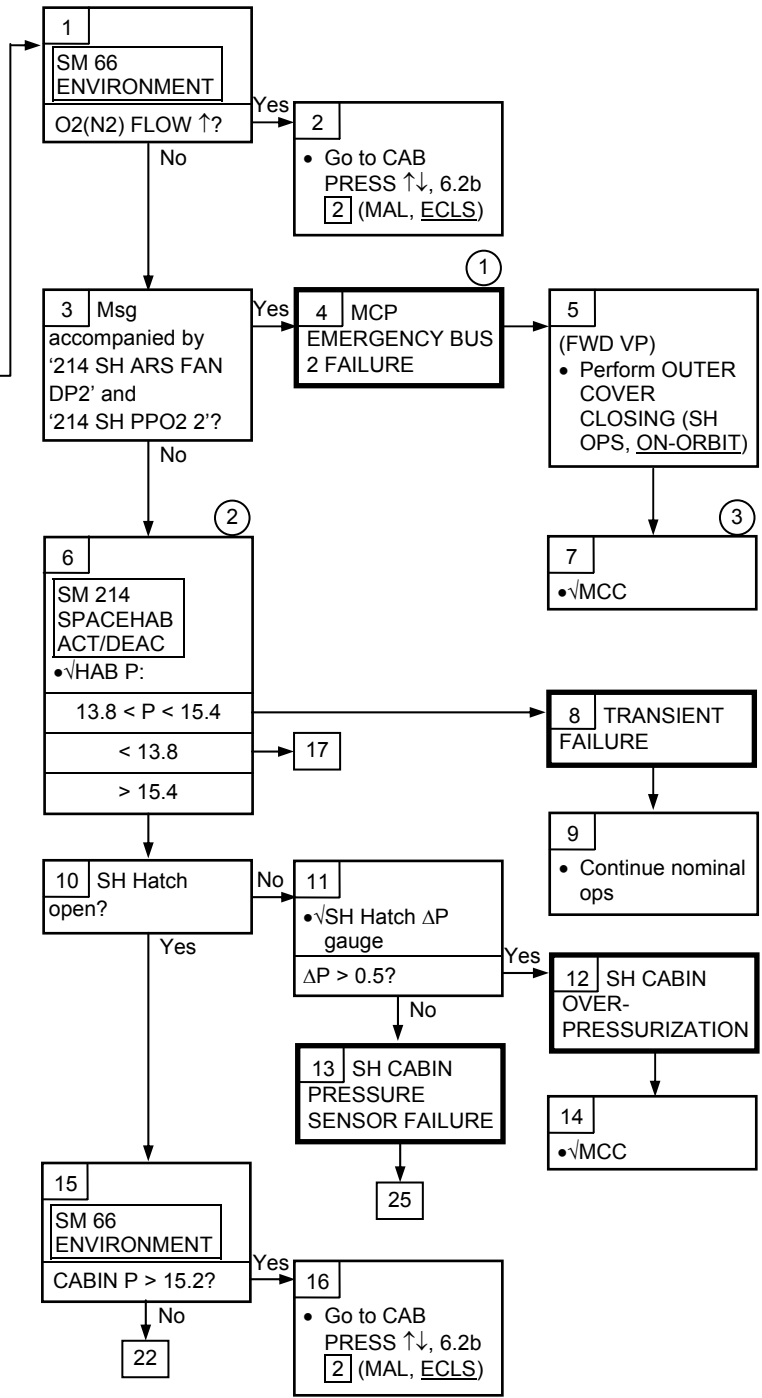 1
SM 66
ENVIRONMENT
O2(N2) FLOW ↑?
Yes
No
2
• Go to CAB
PRESS ↑↓, 6.2b
2 (MAL, ECLS)
3 Msg
accompanied by
‘214 SH ARS FAN
DP2’ and
‘214 SH PPO2 2’?
Yes
No
1
4 MCP
EMERGENCY BUS
2 FAILURE
5
(FWD VP)
• Perform OUTER
COVER
CLOSING (SH
OPS, ON-ORBIT)
2
6
SM 214
SPACEHAB
ACT/DEAC
•√HAB P:
13.8 < P < 15.4
< 13.8
> 15.4
17
3
7
•√MCC
8 TRANSIENT
FAILURE
9
• Continue nominal
ops
10 SH Hatch
open?
No
Yes
11
•√SH Hatch ΔP
gauge
ΔP > 0.5?
Yes
No
12 SH CABIN
OVER-
PRESSURIZATION
13 SH CABIN
PRESSURE
SENSOR FAILURE
14
•√MCC
25
15
SM 66
ENVIRONMENT
CABIN P > 15.2?
Yes
No
22
16
• Go to CAB
PRESS ↑↓, 6.2b
2 (MAL, ECLS)